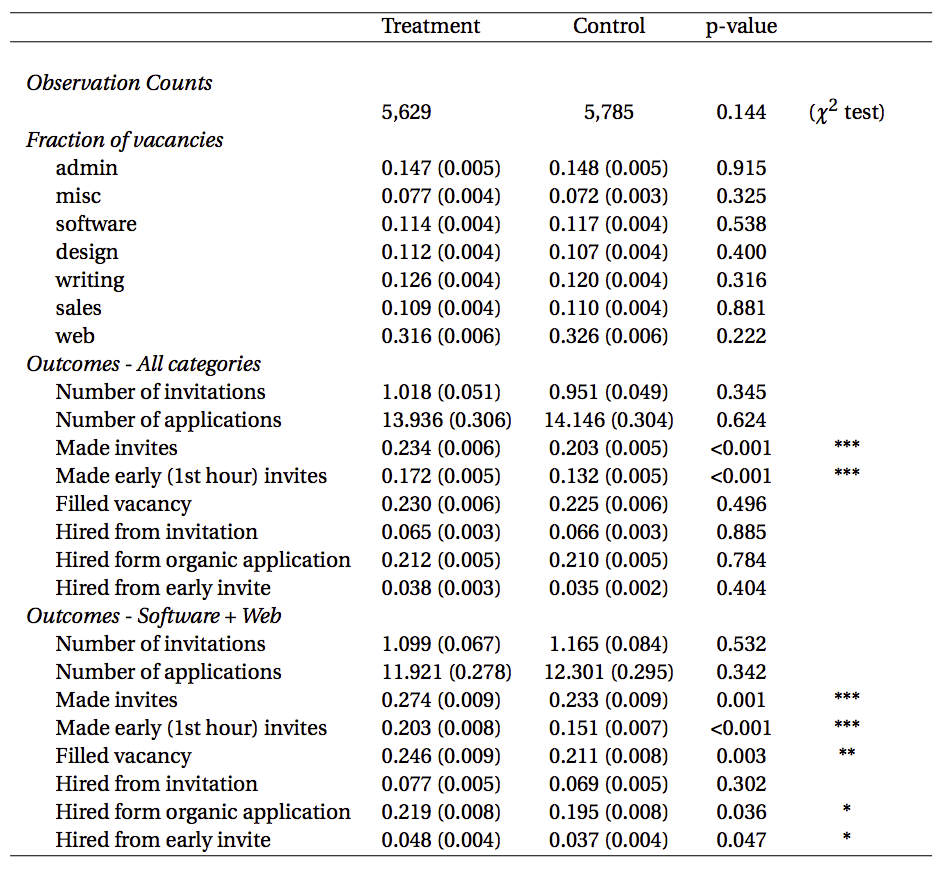 Treatment Control p-value
Observation Counts
5,629 5,785 0.144 (χ² test)
Fraction of vacancies
admin 0.147 (0.005) 0.148 (0.005) 0.915
misc 0.077 (0.004) 0.072 (0.003) 0.325
software 0.114 (0.004) 0.117 (0.004) 0.538
design 0.112 (0.004) 0.107 (0.004) 0.400
writing 0.126 (0.004) 0.120 (0.004) 0.316
sales 0.109 (0.004) 0.110 (0.004) 0.881
web 0.316 (0.006) 0.326 (0.006) 0.222
Outcomes - All categories
Number of invitations 1.018 (0.051) 0.951 (0.049) 0.345
Number of applications 13.936 (0.306) 14.146 (0.304) 0.624
Made invites 0.234 (0.006) 0.203 (0.005) <0.001 ***
Made early (1st hour) invites 0.172 (0.005) 0.132 (0.005) <0.001 ***
Filled vacancy 0.230 (0.006) 0.225 (0.006) 0.496
Hired from invitation 0.065 (0.003) 0.066 (0.003) 0.885
Hired form organic application 0.212 (0.005) 0.210 (0.005) 0.784
Hired from early invite 0.038 (0.003) 0.035 (0.002) 0.404
Outcomes - Software + Web
Number of invitations 1.099 (0.067) 1.165 (0.084) 0.532
Number of applications 11.921 (0.278) 12.301 (0.295) 0.342
Made invites 0.274 (0.009) 0.233 (0.009) 0.001 ***
Made early (1st hour) invites 0.203 (0.008) 0.151 (0.007) <0.001 ***
Filled vacancy 0.246 (0.009) 0.211 (0.008) 0.003 **
Hired from invitation 0.077 (0.005) 0.069 (0.005) 0.302
Hired form organic application 0.219 (0.008) 0.195 (0.008) 0.036 *
Hired from early invite 0.048 (0.004) 0.037 (0.004) 0.047 *